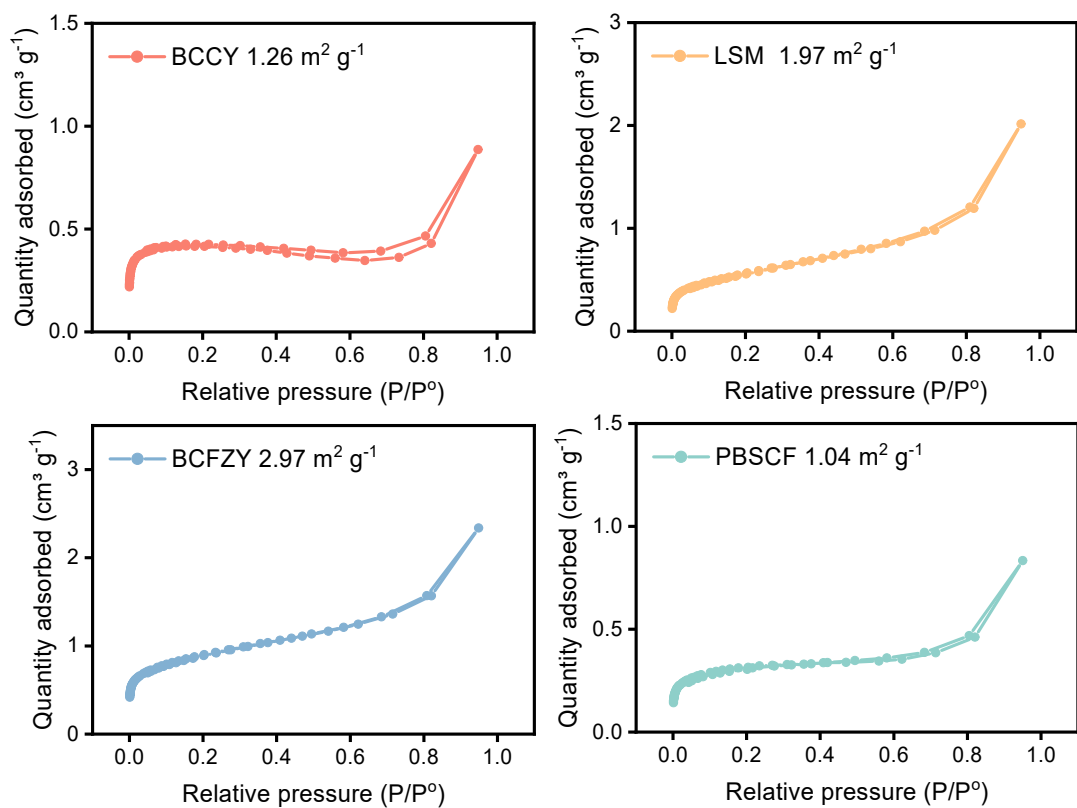 BCCY 1.26 m² g⁻¹
Quantity adsorbed (cm³ g⁻¹)
1.5
1.0
0.5
0.0
0.0 0.2 0.4 0.6 0.8 1.0
Relative pressure (P/Pᴼ)
LSM 1.97 m² g⁻¹
Quantity adsorbed (cm³ g⁻¹)
3
2
1
0
0.0 0.2 0.4 0.6 0.8 1.0
Relative pressure (P/Pᴼ)
BCFZY 2.97 m² g⁻¹
Quantity adsorbed (cm³ g⁻¹)
3
2
1
0
0.0 0.2 0.4 0.6 0.8 1.0
Relative pressure (P/Pᴼ)
PBSCF 1.04 m² g⁻¹
Quantity adsorbed (cm³ g⁻¹)
1.5
1.0
0.5
0.0
0.0 0.2 0.4 0.6 0.8 1.0
Relative pressure (P/Pᴼ)